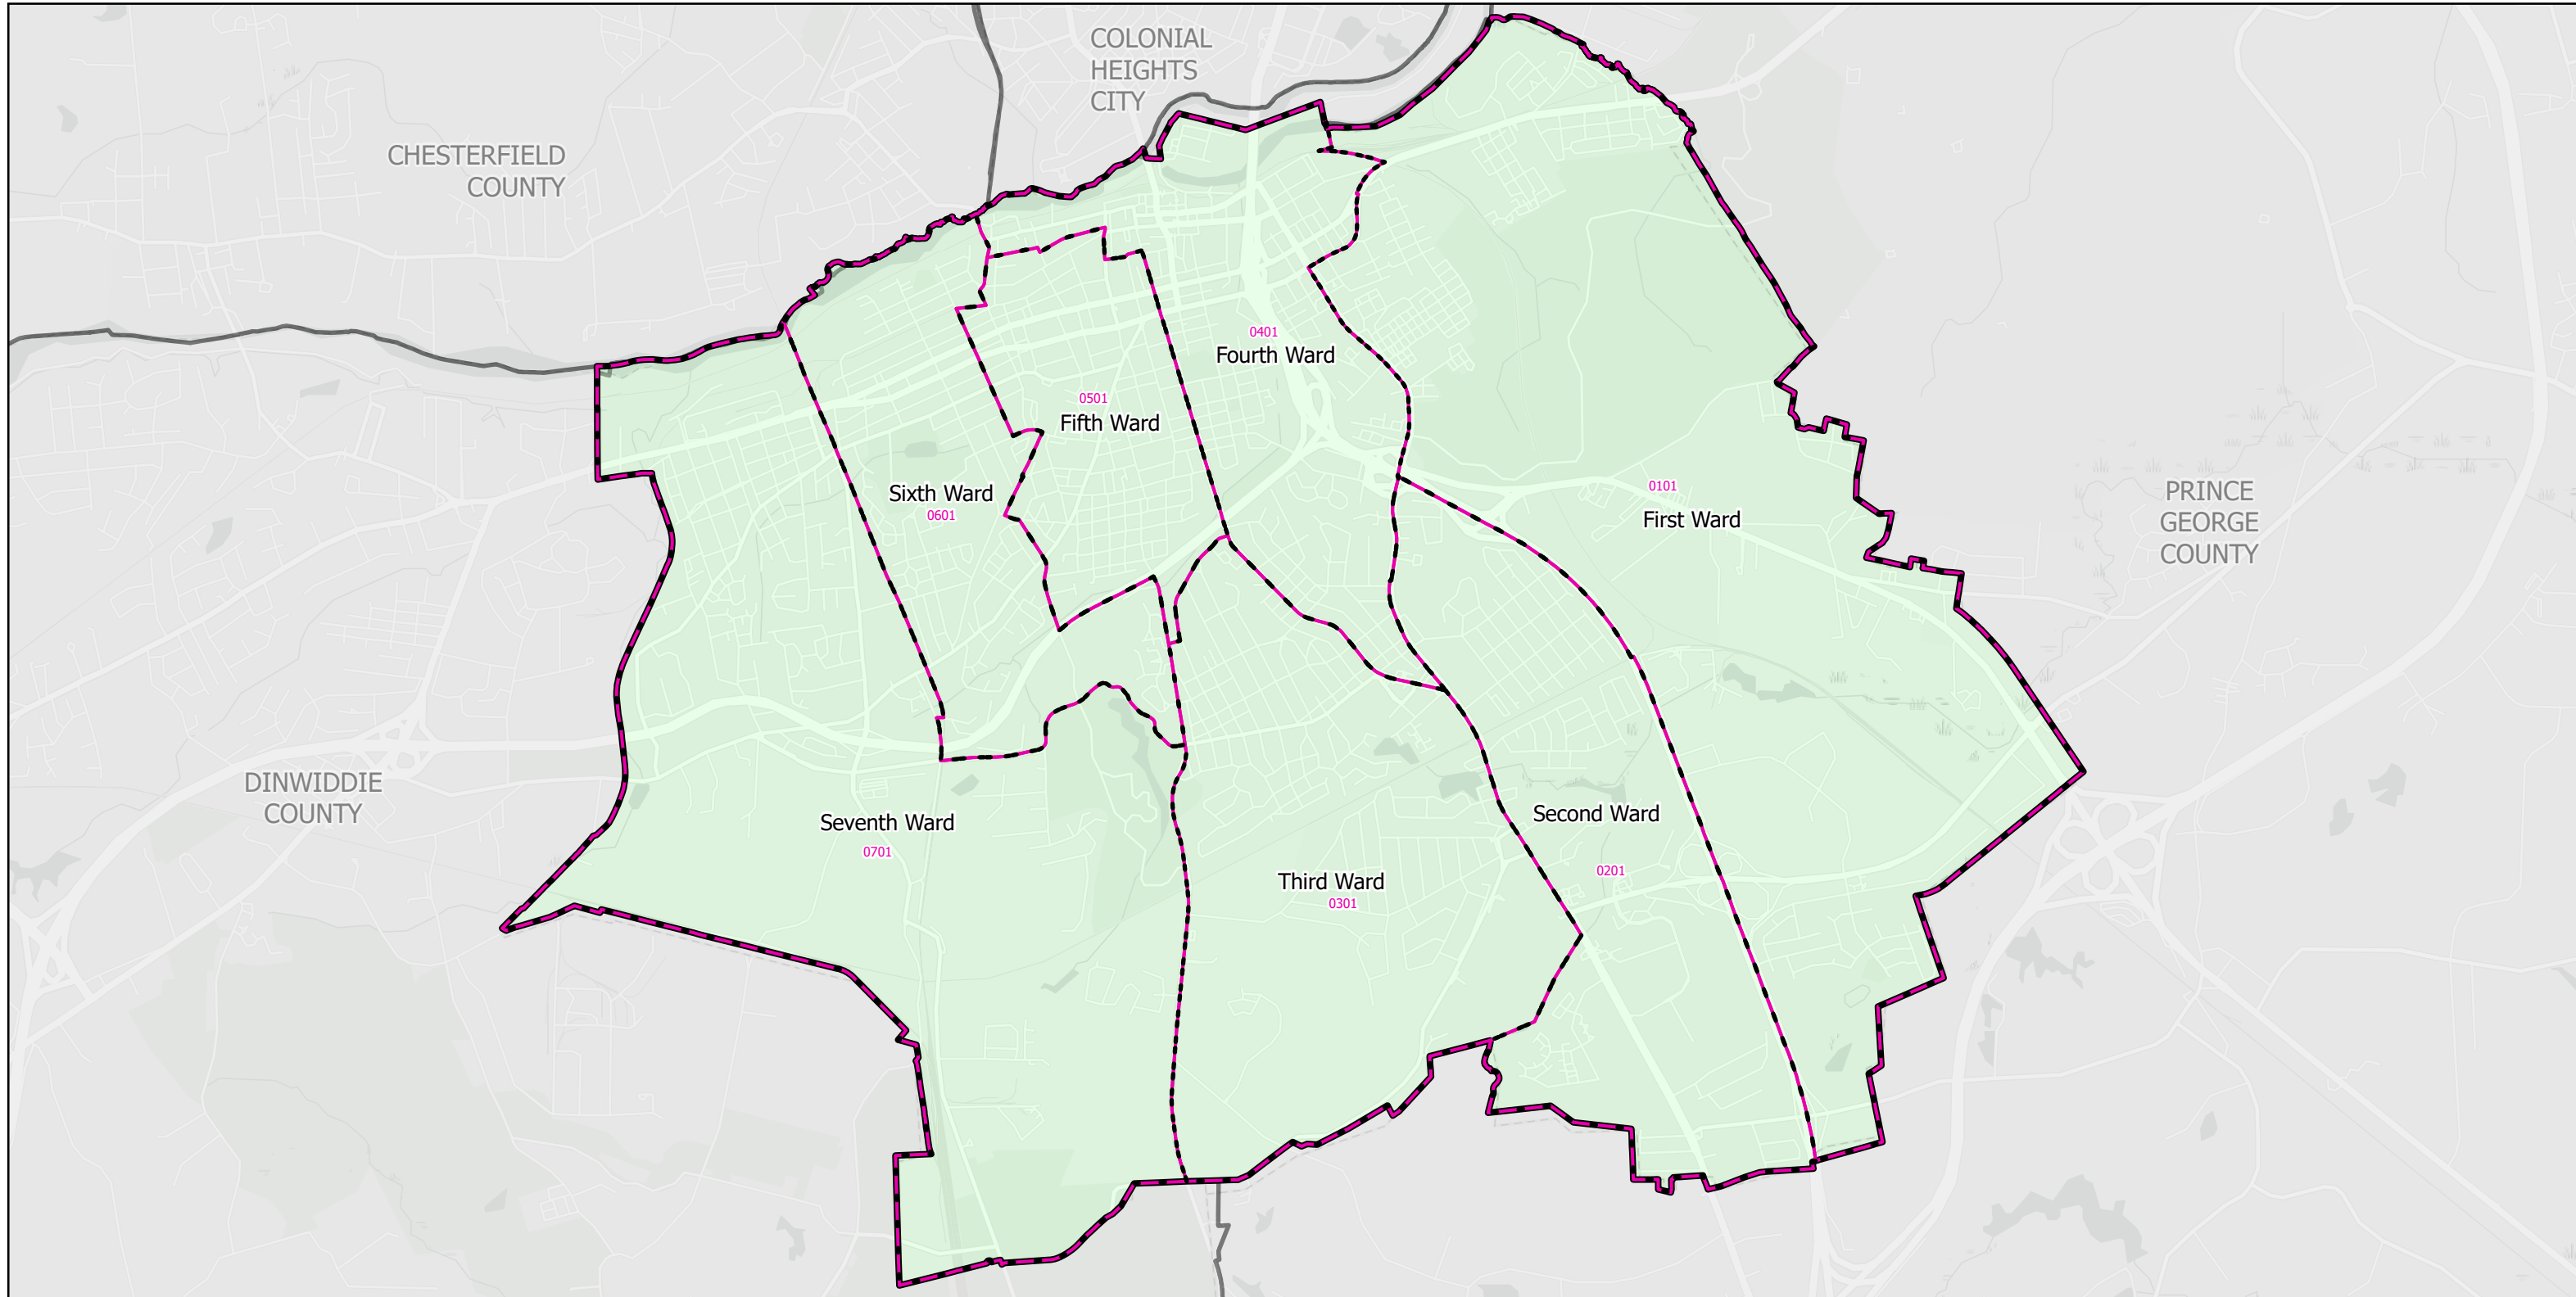 COLONIAL
HEIGHTS
CITY
CHESTERFIELD
COUNTY
0401
Fourth Ward
0501
Fifth Ward
Sixth Ward
0601
0101
First Ward
PRINCE
GEORGE
COUNTY
DINWIDDIE
COUNTY
Seventh Ward
0701
Second Ward
0201
Third Ward
0301